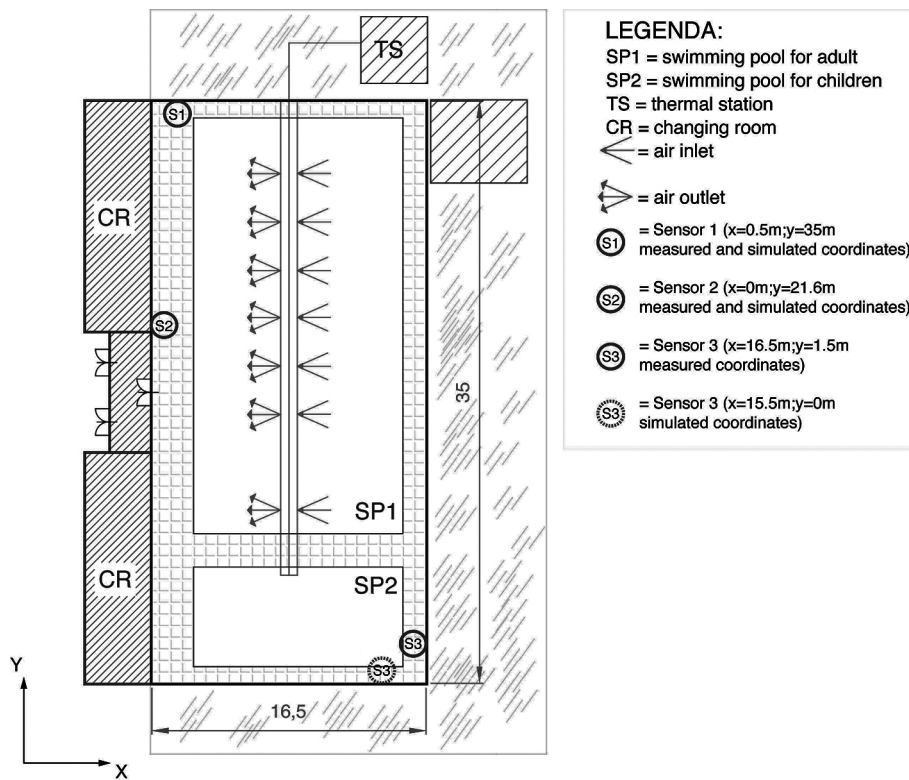 TS
S1
CR
S2
35
SP1
CR
SP2
S3
S3
Y
16,5
X
LEGENDA:
SP1 = swimming pool for adult
SP2 = swimming pool for children
TS = thermal station
CR = changing room
= air inlet
= air outlet
S1 = Sensor 1 (x=0.5m;y=35m
measured and simulated coordinates)
S2 = Sensor 2 (x=0m;y=21.6m
measured and simulated coordinates)
S3 = Sensor 3 (x=16.5m;y=1.5m
measured coordinates)
S3 = Sensor 3 (x=15.5m;y=0m
simulated coordinates)